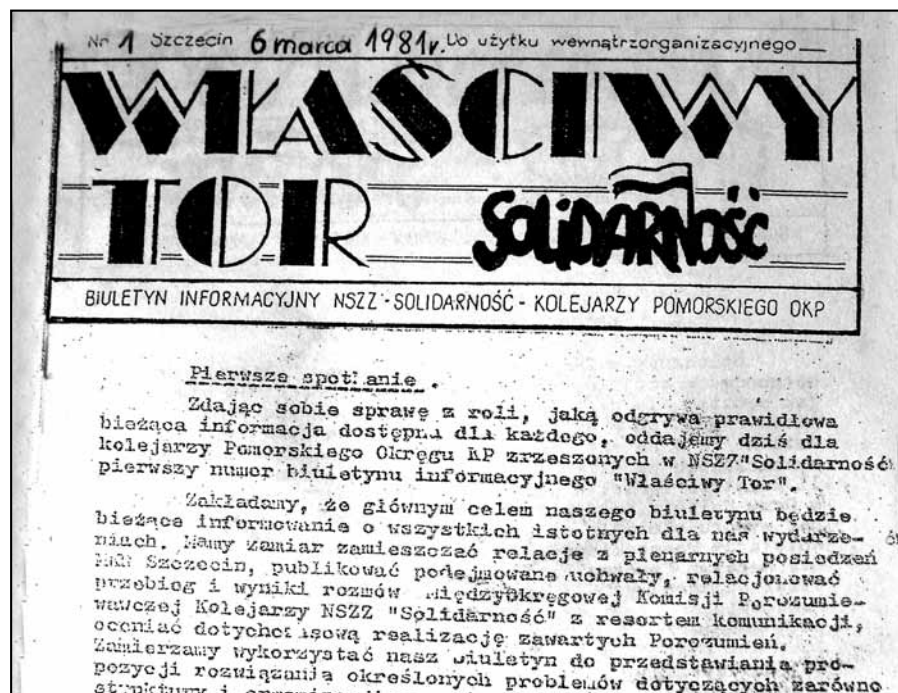 Nr 1 Szczecin 6 marca 1981r. Do użytku wewnątrzorganizacyjnego
WŁAŚCIWY
TOR SOLIDARNOŚĆ
BIULETYN INFORMACYJNY NSZZ-SOLIDARNOŚĆ-KOLEJARZY POMORSKIEGO OKP
Pierwsze spotkanie.
Zdając sobie sprawę z roli, jaką odgrywa prawidłowa
bieżąca informacja dostępna dla każdego, oddajemy dziś dla
kolejarzy Pomorskiego Okręgu KP zrzeszonych w NSZZ"Solidarność"
pierwszy numer biuletynu informacyjnego "Właściwy Tor".
Zakładamy, że głównym celem naszego biuletynu będzie
bieżące informowanie o wszystkich istotnych dla nas wydarze-
niach. Mamy zamiar zamieszczać relacje z plenarnych posiedzeń
MKR Szczecin, publikować podejmowane uchwały, relacjonować
przebieg i wyniki rozmów Międzyokręgowej Komisji Porozumie-
wawczej Kolejarzy NSZZ "Solidarność" z resortem komunikacji,
oceniać dotychczasową realizację zawartych Porozumień.
Zamierzamy wykorzystać nasz biuletyn do przedstawiania pro-
pozycji rozwiązania określonych problemów dotyczących zarówno
struktury i